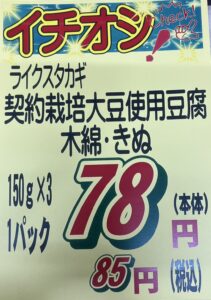 イチオシ!
Check!
ライクスタカギ
契約栽培大豆使用豆腐
木綿・きぬ
150g×3
1パック
78円(本体)
85円(税込)